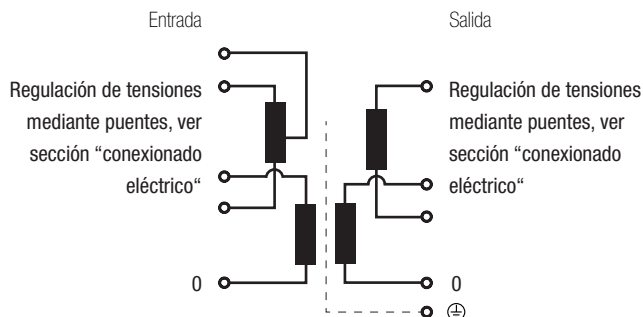 Entrada
Regulación de tensiones
mediante puentes, ver
sección “conexionado
eléctrico“
0
Salida
Regulación de tensiones
mediante puentes, ver
sección “conexionado
eléctrico“
0